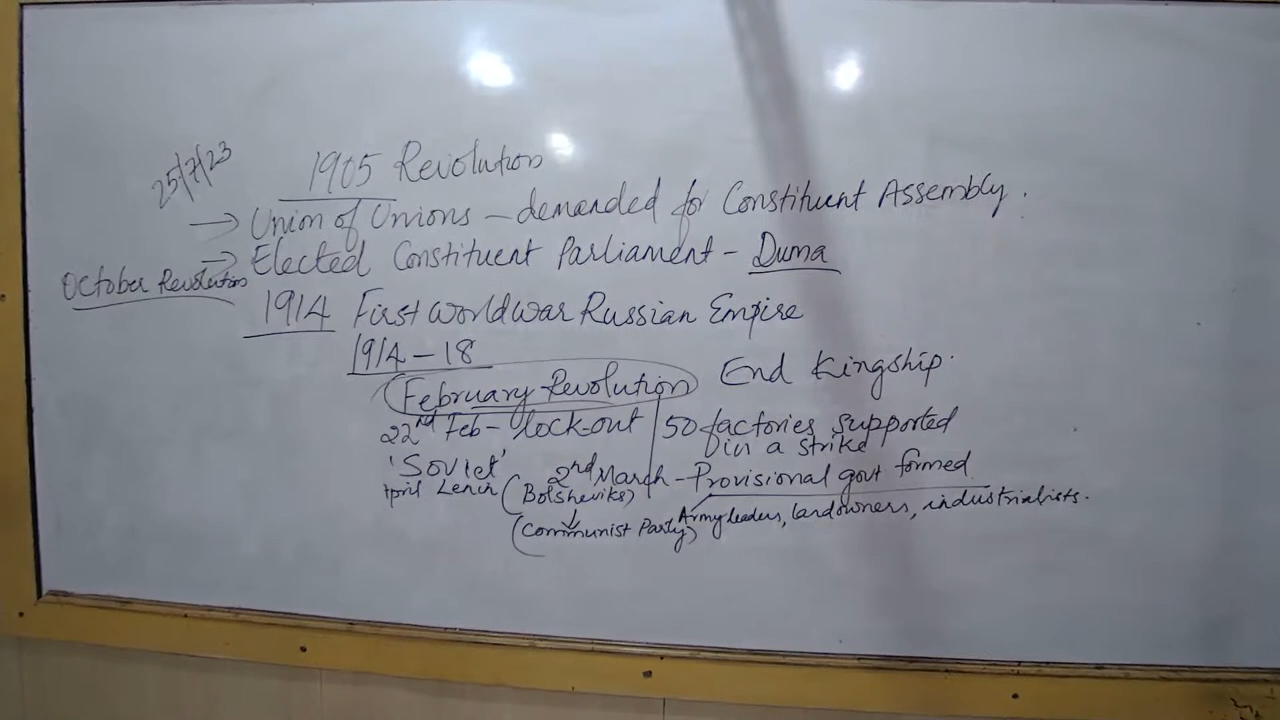 25/7/23
1905 Revolution
→ Union of Unions – demanded for Constituent Assembly.
→ Elected Constituent Parliament – Duma
October Revolution
1914 First World War Russian Empire
1914 – 18
February Revolution End Kingship.
22nd Feb – lock-out | 50 factories supported
in a strike
'Soviet' 2nd March – Provisional govt formed
April Lenin (Bolsheviks)
Army leaders, landowners, industrialists.
(Communist Party)